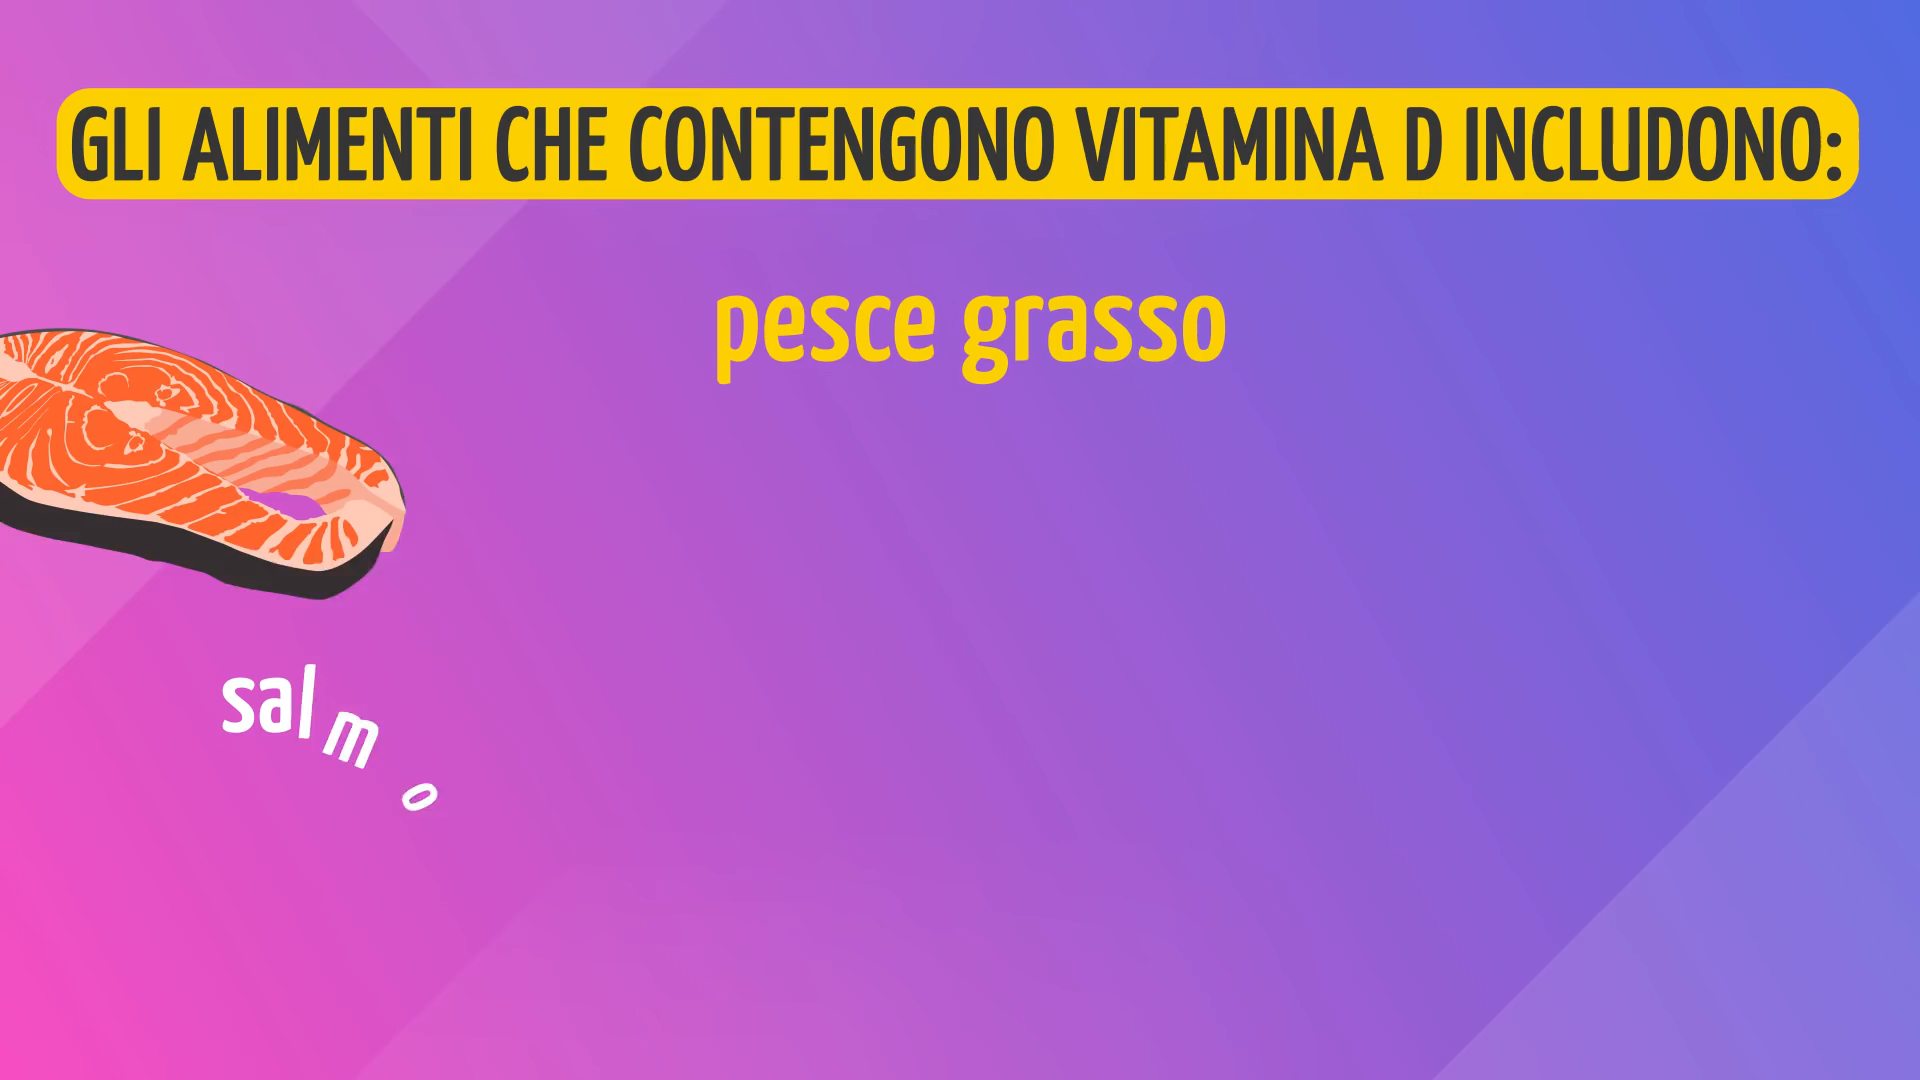 GLI ALIMENTI CHE CONTENGONO VITAMINA D INCLUDONO:
pesce grasso
salmo